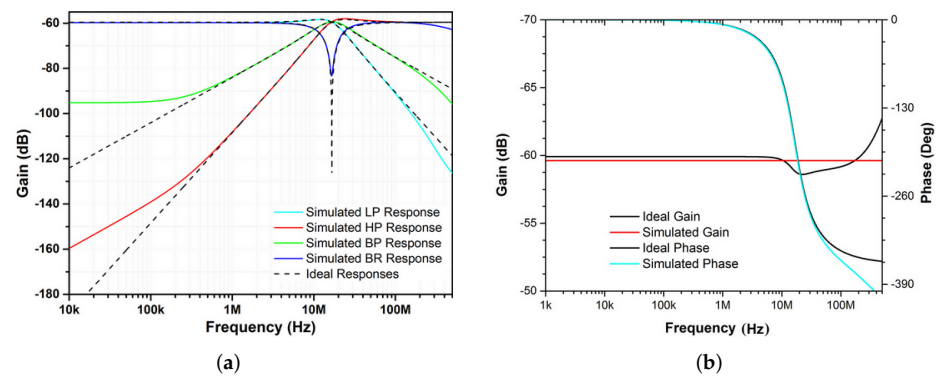 -60
-80
-100
-120
-140
-160
-180
Gain (dB)
Simulated LP Response
Simulated HP Response
Simulated BP Response
Simulated BR Response
Ideal Responses
10k 100k 1M 10M 100M
Frequency (Hz)
(a)
-70
-65
-60
-55
-50
Gain (dB)
Ideal Gain
Simulated Gain
Ideal Phase
Simulated Phase
0
-130
-260
-390
Phase (Deg)
1k 10k 100k 1M 10M 100M
Frequency (Hz)
(b)